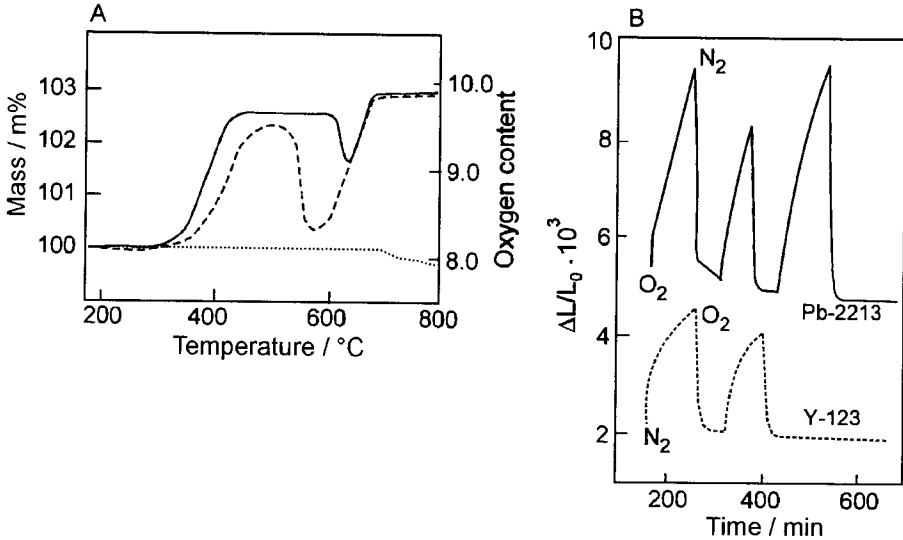 A
Mass / m%
103
102
101
100
10.0
9.0
8.0
Oxygen content
200
400
600
800
Temperature / °C
B
ΔL/L₀ · 10³
10
8
6
4
2
N₂
O₂
Pb-2213
O₂
Y-123
N₂
200
400
600
Time / min